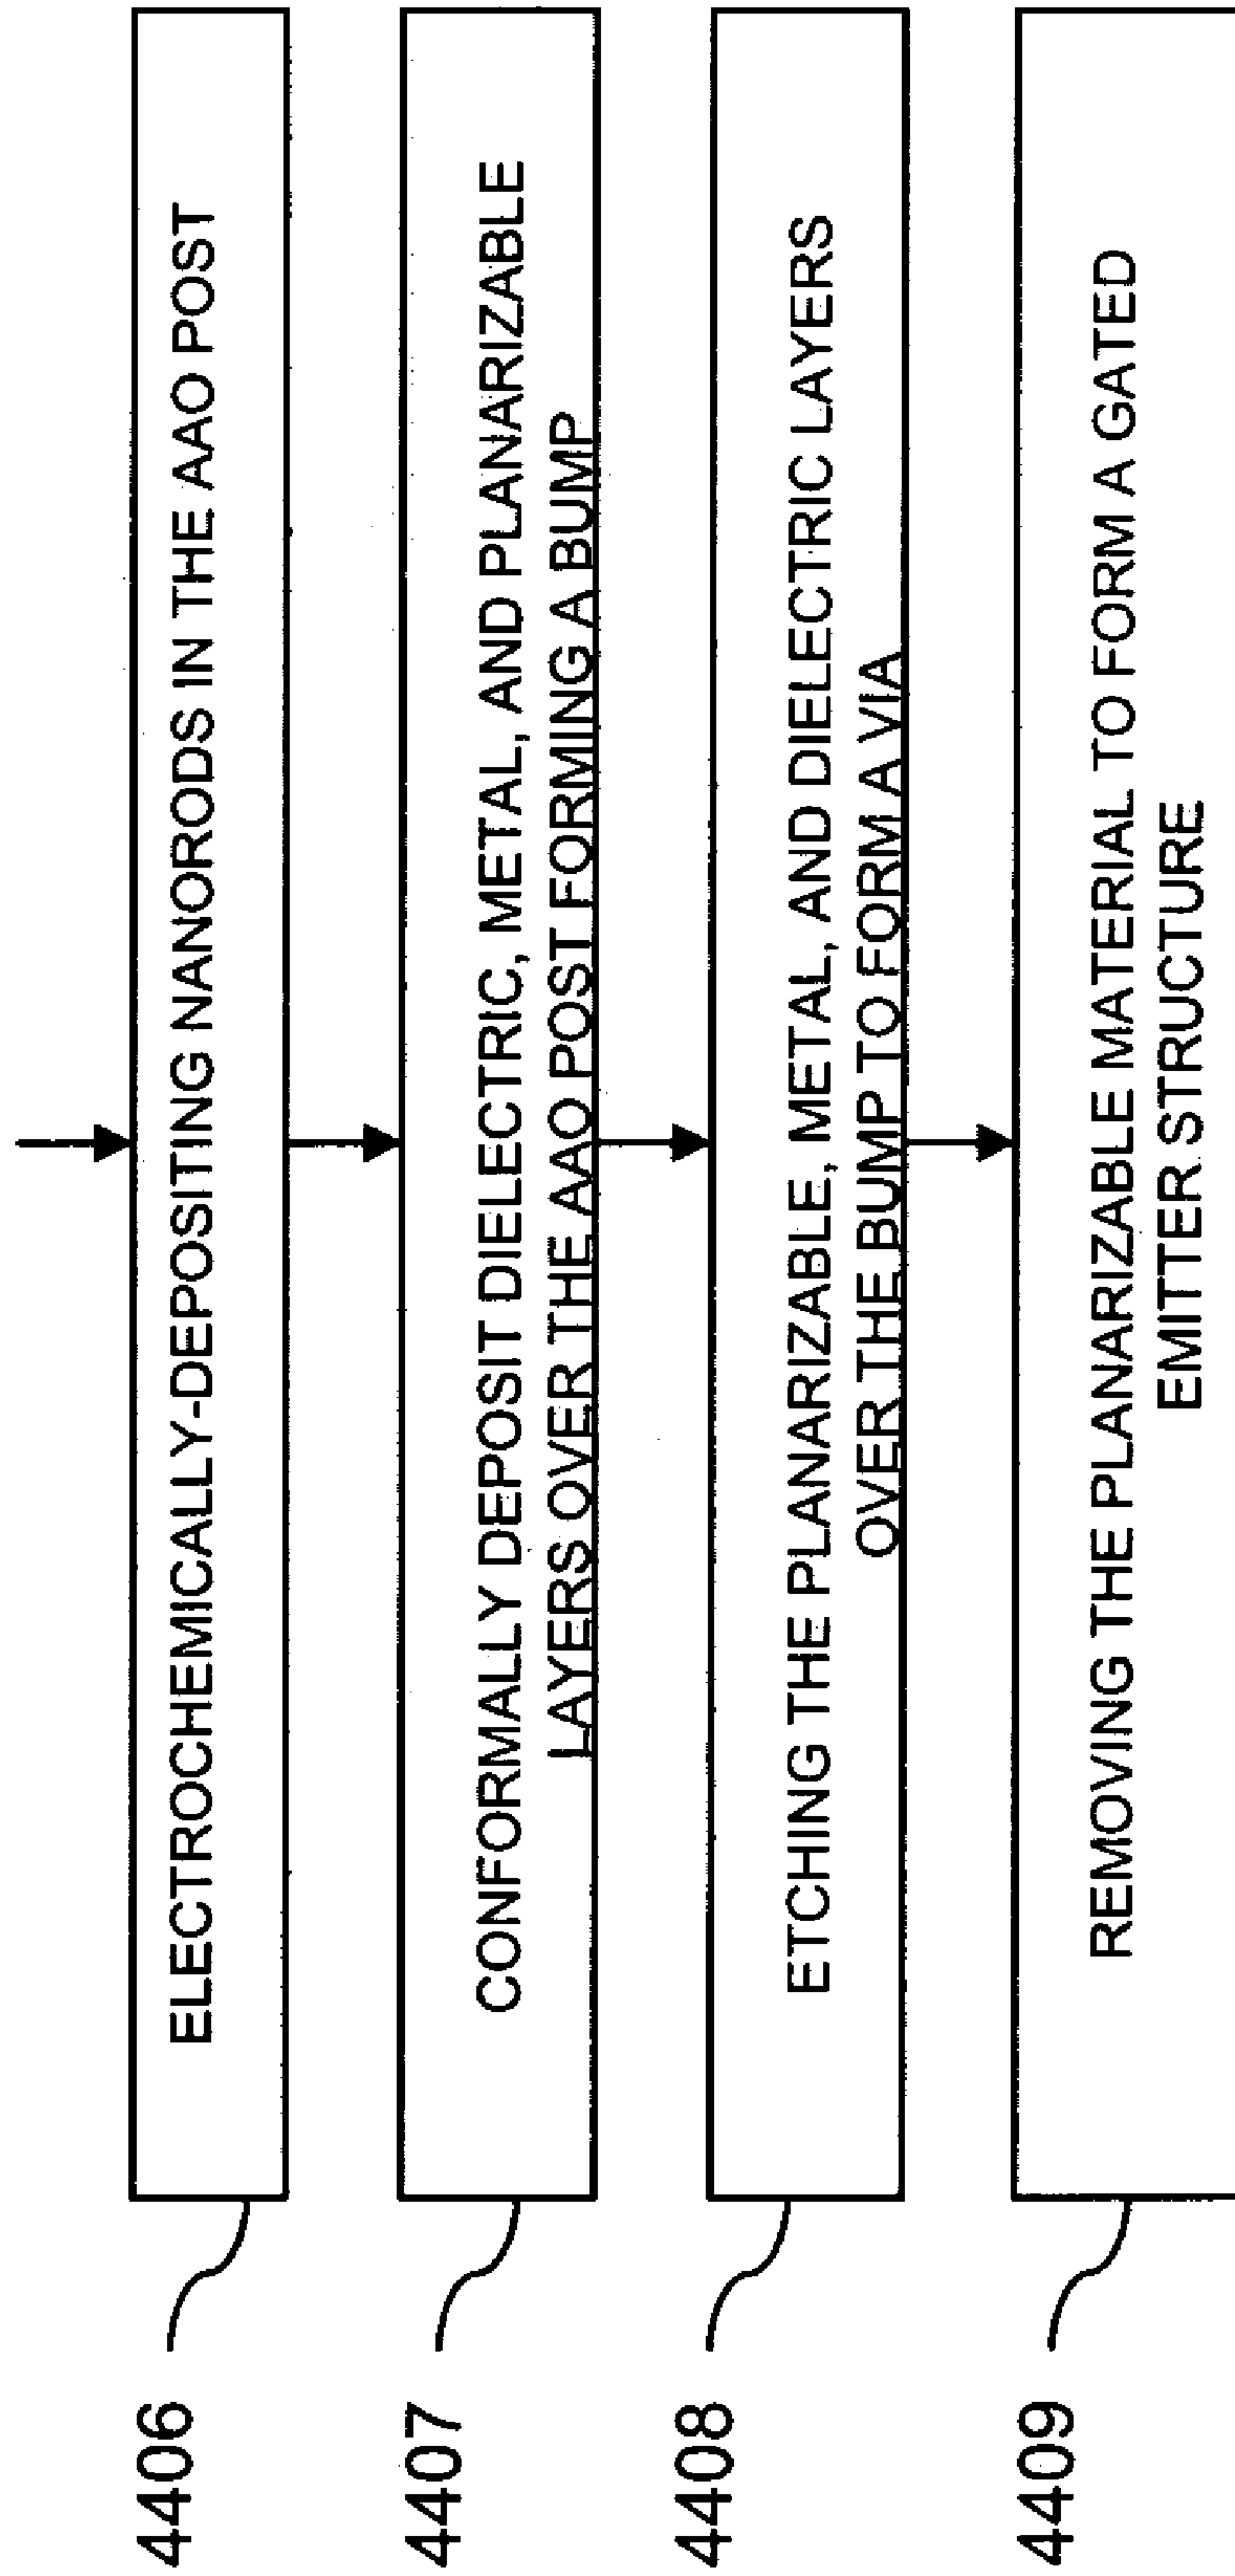 4406
ELECTROCHEMICALLY-DEPOSITING NANORODS IN THE AAO POST
4407
CONFORMALLY DEPOSIT DIELECTRIC, METAL, AND PLANARIZABLE
LAYERS OVER THE AAO POST FORMING A BUMP
4408
ETCHING THE PLANARIZABLE, METAL, AND DIELECTRIC LAYERS
OVER THE BUMP TO FORM A VIA
4409
REMOVING THE PLANARIZABLE MATERIAL TO FORM A GATED
EMITTER STRUCTURE